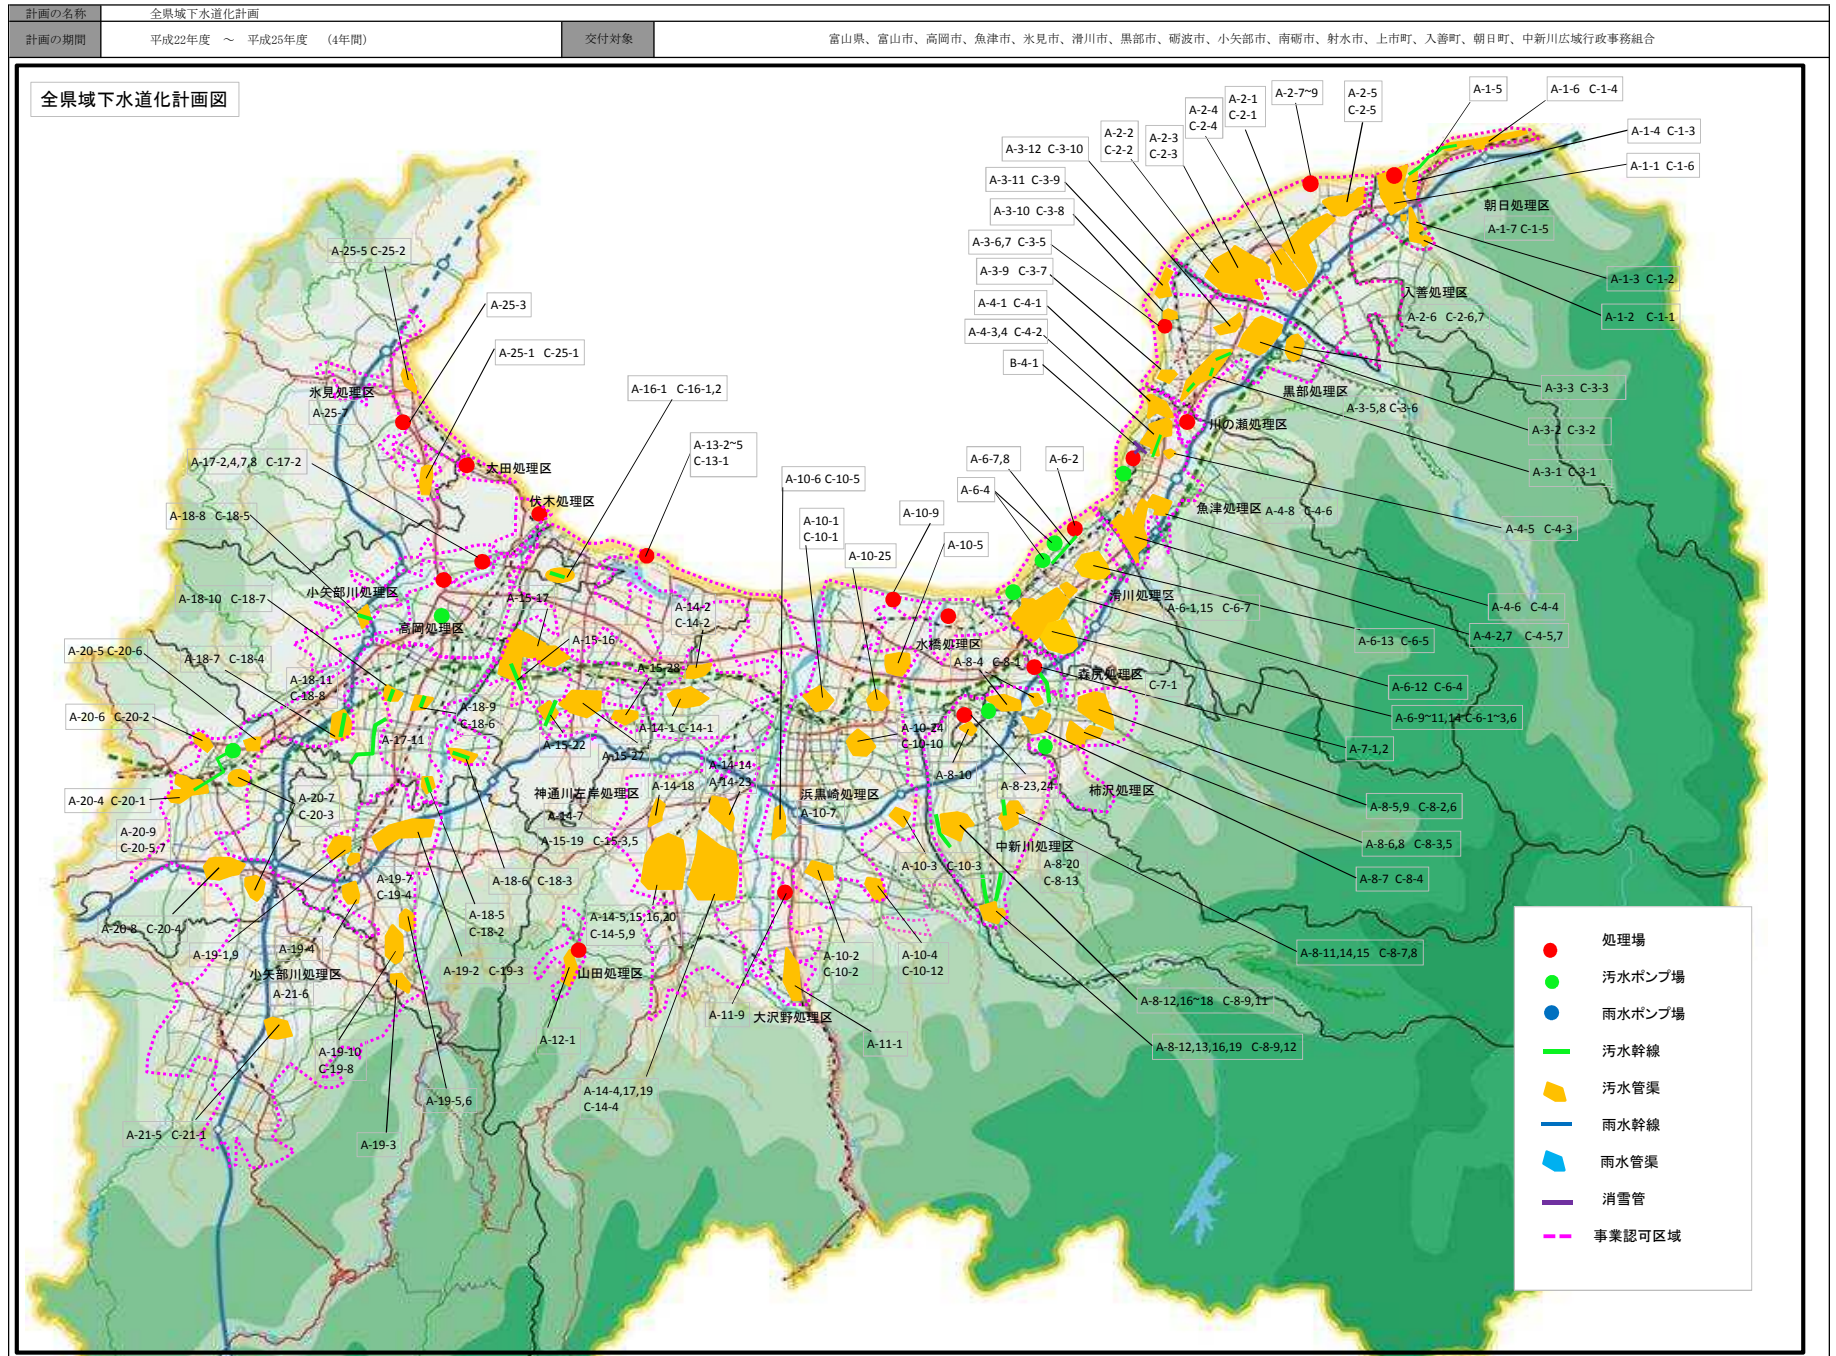 計画の名称 全県域下水道化計画
計画の期間 平成22年度 ～ 平成25年度 (4年間) 交付対象 富山県、富山市、高岡市、魚津市、氷見市、滑川市、黒部市、砺波市、小矢部市、南砺市、射水市、上市町、入善町、朝日町、中新川広域行政事務組合
全県域下水道化計画図
A-1-5
A-1-6 C-1-4
A-2-7~9
A-2-5
C-2-5
A-2-1
C-2-1
A-2-4
C-2-4
A-2-3
C-2-3
A-2-2
C-2-2
A-1-4 C-1-3
A-1-1 C-1-6
A-3-12 C-3-10
A-3-11 C-3-9
A-3-10 C-3-8
A-3-6,7 C-3-5
A-3-9 C-3-7
A-4-1 C-4-1
A-4-3,4 C-4-2
B-4-1
朝日処理区
A-1-7 C-1-5
A-1-3 C-1-2
A-1-2 C-1-1
入善処理区
A-2-6 C-2-6,7
黒部処理区
A-3-5,8 C-3-6
A-3-3 C-3-3
A-3-2 C-3-2
A-3-1 C-3-1
川の瀬処理区
魚津処理区 A-4-8 C-4-6
A-4-5 C-4-3
A-4-6 C-4-4
A-4-2,7 C-4-5,7
A-25-5 C-25-2
A-25-3
A-25-1 C-25-1
氷見処理区
A-25-7
A-16-1 C-16-1,2
A-13-2~5
C-13-1
A-17-2,4,7,8 C-17-2
太田処理区
伏木処理区
A-10-6 C-10-5
A-6-7,8
A-6-2
A-6-4
A-10-9
A-10-1
C-10-1
A-10-25
A-10-5
A-18-8 C-18-5
小矢部川処理区
A-18-10 C-18-7
高岡処理区
A-15-17
A-15-16
A-14-2
C-14-2
A-15-28
滑川処理区
A-6-1,15 C-6-7
A-6-13 C-6-5
A-6-12 C-6-4
A-6-9~11,14 C-6-1~3,6
水橋処理区
A-8-4 C-8-1
森尻処理区
C-7-1
A-7-1,2
A-20-5 C-20-6
A-18-7 C-18-4
A-18-11
C-18-8
A-18-9
C-18-6
A-20-6 C-20-2
A-17-11
A-15-22
A-15-27
A-14-1 C-14-1
A-14-14
A-14-23
A-14-18
A-10-24
C-10-10
A-8-10
A-8-23,24
柿沢処理区
A-8-5,9 C-8-2,6
A-8-6,8 C-8-3,5
A-8-7 C-8-4
A-20-4 C-20-1
A-20-7
C-20-3
A-20-9
C-20-5,7
神通川左岸処理区
A-14-7
A-15-19 C-15-3,5
浜黒崎処理区
A-10-7
A-10-3 C-10-3
中新川処理区
A-8-20
C-8-13
A-19-7
C-19-4
A-18-6 C-18-3
A-18-5
C-18-2
A-20-8 C-20-4
A-19-1,9
A-19-4
A-19-2 C-19-3
A-14-5,15,16,20
C-14-5,9
A-10-2
C-10-2
A-10-4
C-10-12
A-8-11,14,15 C-8-7,8
小矢部川処理区
A-21-6
山田処理区
A-12-1
A-11-9
大沢野処理区
A-11-1
A-8-12,16~18 C-8-9,11
A-8-12,13,16,19 C-8-9,12
A-19-10
C-19-8
A-19-5,6
A-14-4,17,19
C-14-4
A-21-5 C-21-1
A-19-3
処理場
汚水ポンプ場
雨水ポンプ場
汚水幹線
汚水管渠
雨水幹線
雨水管渠
消雪管
事業認可区域